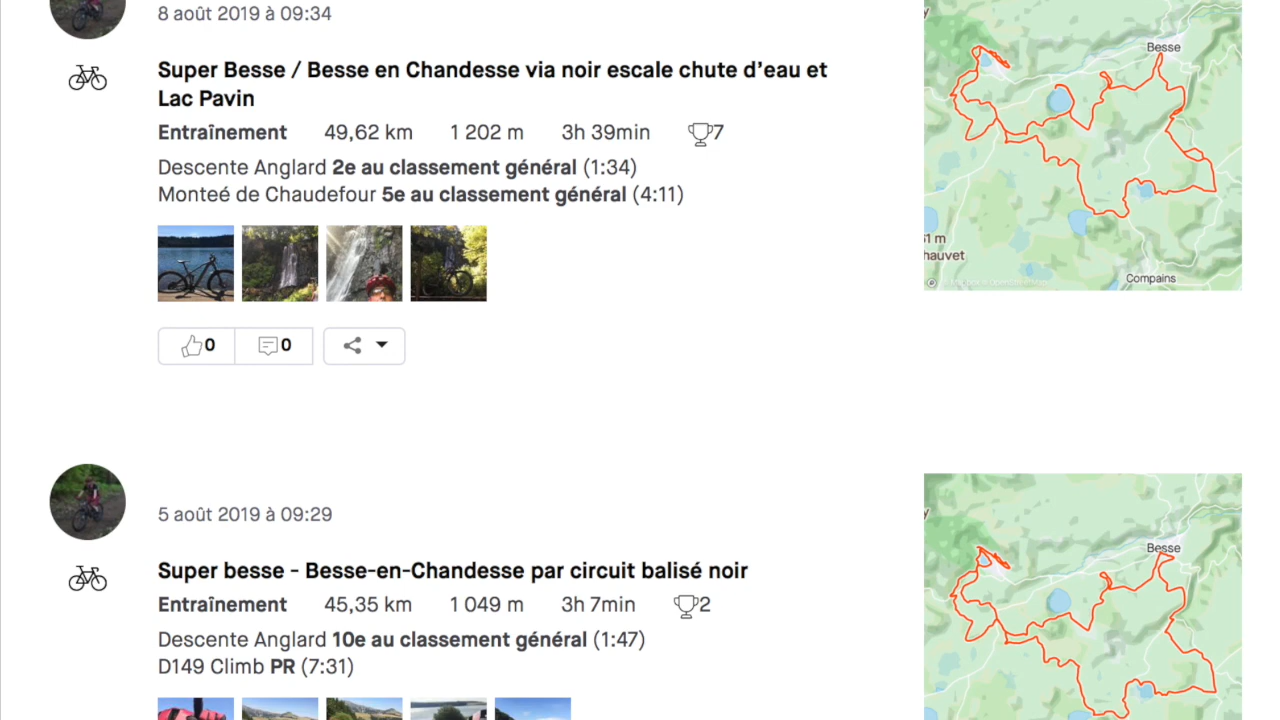 8 août 2019 à 09:34
Super Besse / Besse en Chandesse via noir escale chute d’eau et
Lac Pavin
Entraînement 49,62 km 1 202 m 3h 39min 7
Descente Anglard 2e au classement général (1:34)
Monteé de Chaudefour 5e au classement général (4:11)
0 0
Besse
51 m
hauvet
Compains
5 août 2019 à 09:29
Super besse - Besse-en-Chandesse par circuit balisé noir
Entraînement 45,35 km 1 049 m 3h 7min 2
Descente Anglard 10e au classement général (1:47)
D149 Climb PR (7:31)
y
Besse